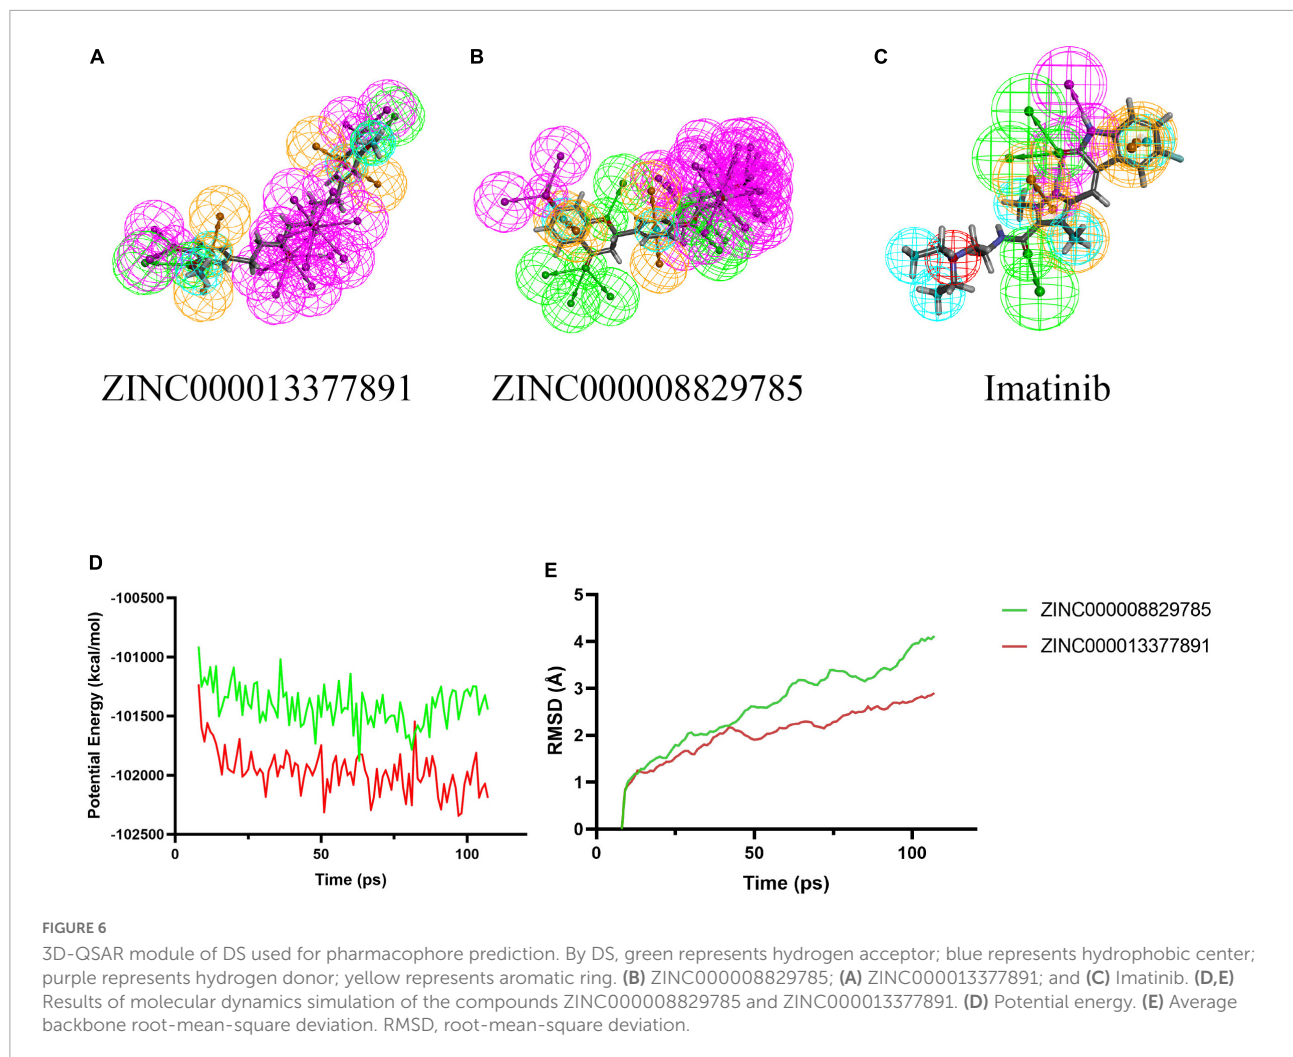 A
B
C
ZINC000013377891
ZINC000008829785
Imatinib
D
Potential Energy (kcal/mol)
-100500
-101000
-101500
-102000
-102500
0
50
100
Time (ps)
E
RMSD (Å)
5
4
3
2
1
0
0
50
100
Time (ps)
ZINC000008829785
ZINC000013377891
FIGURE 6
3D-QSAR module of DS used for pharmacophore prediction. By DS, green represents hydrogen acceptor; blue represents hydrophobic center;
purple represents hydrogen donor; yellow represents aromatic ring. (B) ZINC000008829785; (A) ZINC000013377891; and (C) Imatinib. (D,E)
Results of molecular dynamics simulation of the compounds ZINC000008829785 and ZINC000013377891. (D) Potential energy. (E) Average
backbone root-mean-square deviation. RMSD, root-mean-square deviation.